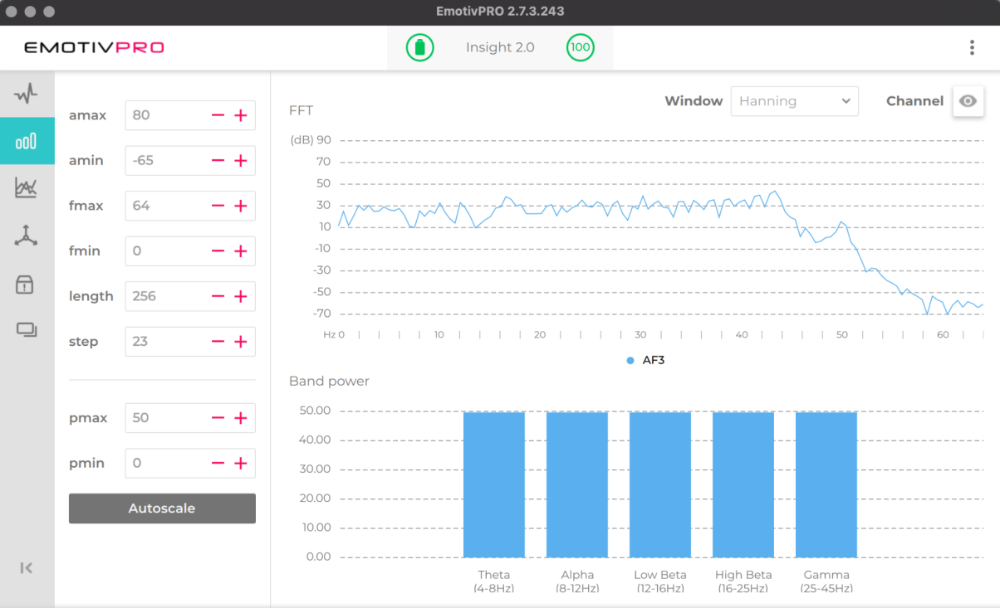 EmotivPRO 2.7.3.243
EMOTIVPRO
Insight 2.0
100
amax 80
amin -65
fmax 64
fmin 0
length 256
step 23
pmax 50
pmin 0
Autoscale
Window Hanning Channel
FFT
(dB) 90
70
50
30
10
-10
-30
-50
-70
Hz 0 10 20 30 40 50 60
AF3
Band power
50.00
40.00
30.00
20.00
10.00
0.00
Theta Alpha Low Beta High Beta Gamma
(4-8Hz) (8-12Hz) (12-16Hz) (16-25Hz) (25-45Hz)